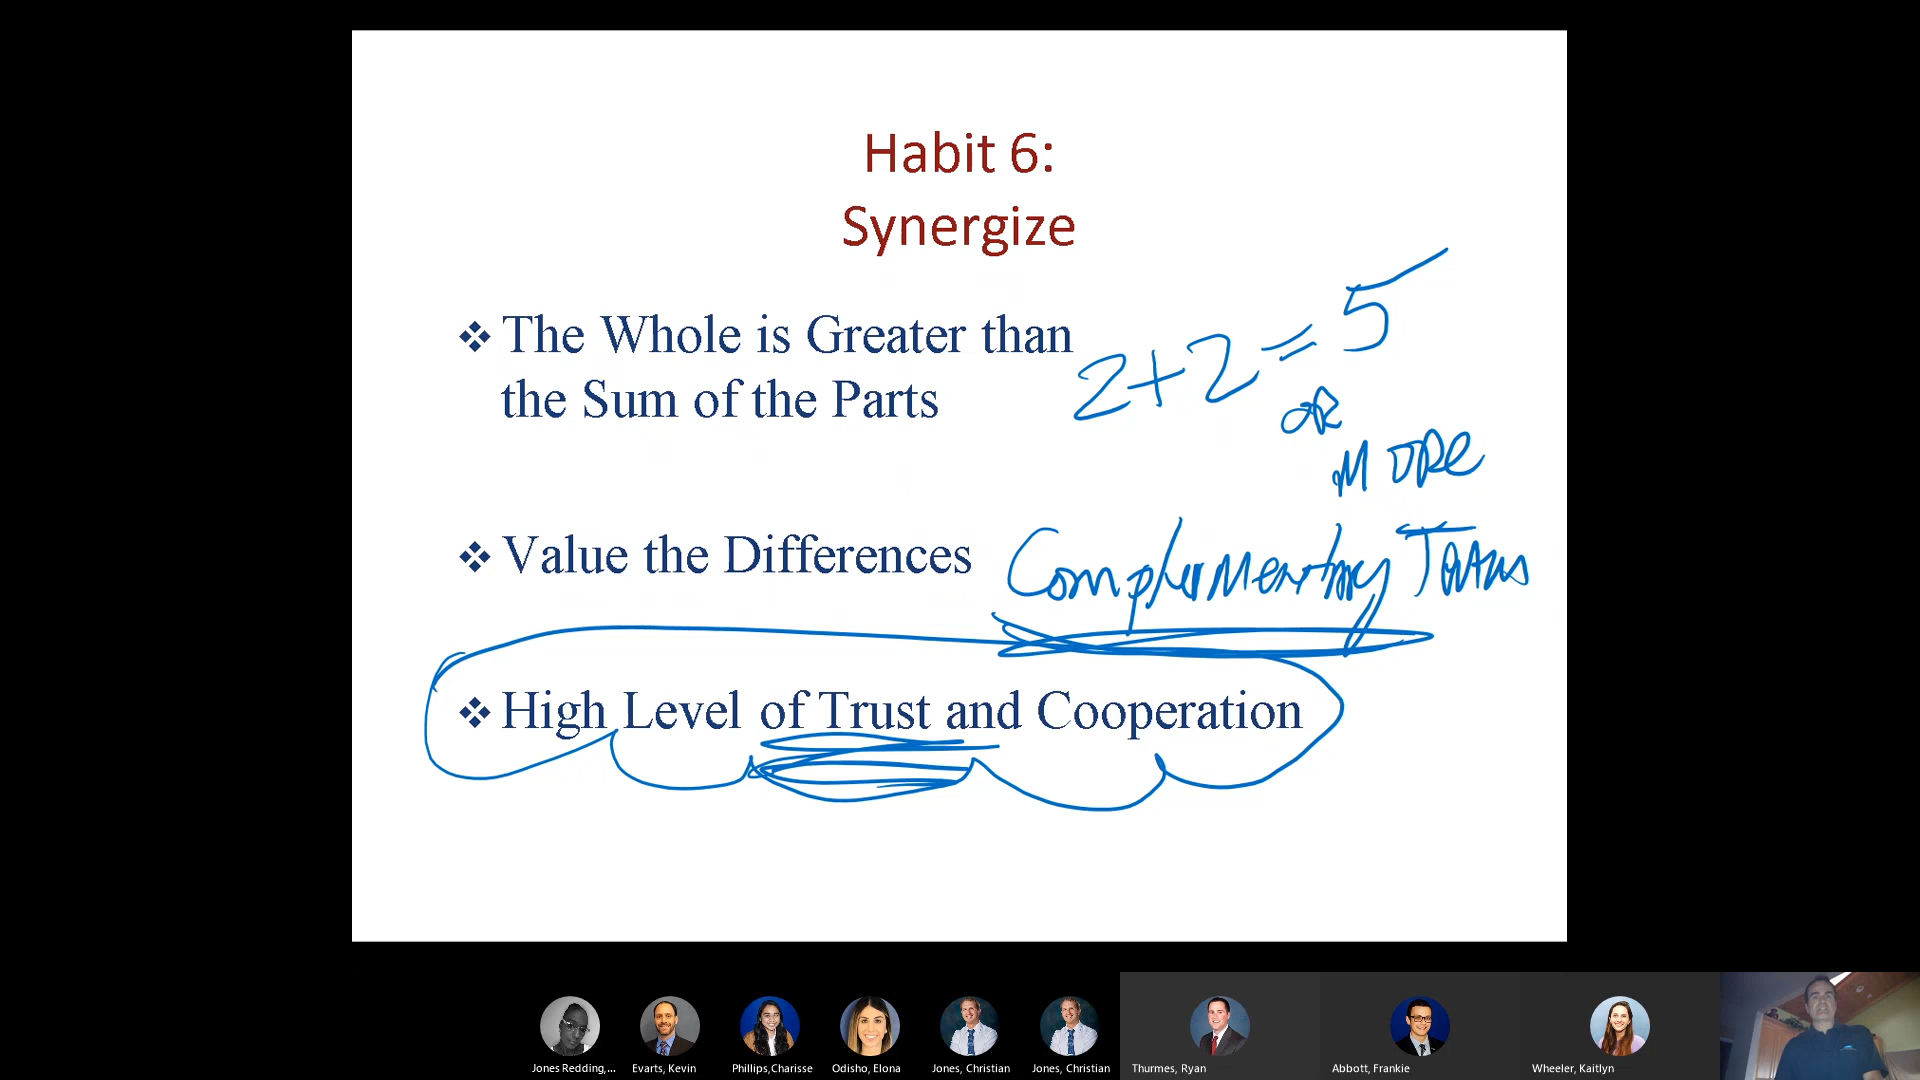 Habit 6:
Synergize
❖ The Whole is Greater than
the Sum of the Parts
2+2=5
OR
MORE
❖ Value the Differences
Complementary Teams
❖ High Level of Trust and Cooperation
Jones Redding,...
Evarts, Kevin
Phillips,Charisse
Odisho, Elona
Jones, Christian
Jones, Christian
Thurmes, Ryan
Abbott, Frankie
Wheeler, Kaitlyn